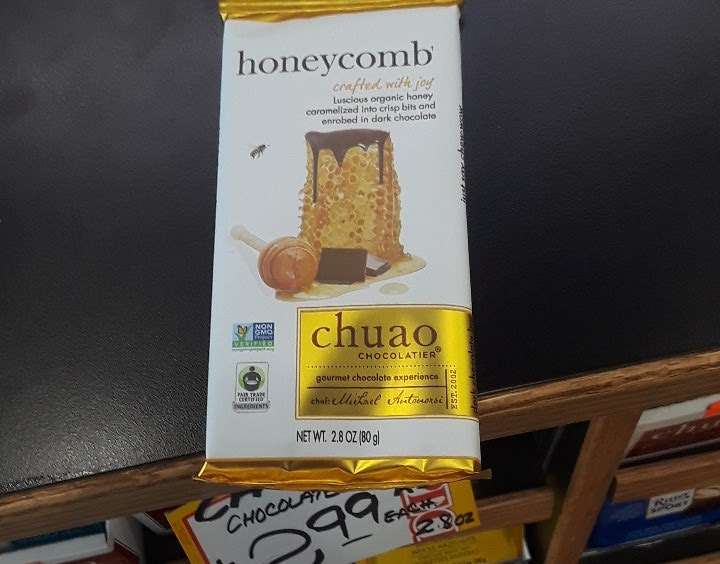 honeycomb
crafted with joy
Luscious organic honey
caramelized into crisp bits and
enrobed in dark chocolate
NON
GMO
Project
VERIFIED
chuao
CHOCOLATIER®
gourmet chocolate experience
chef: Michael Antonorsi
EST. 2002
FAIR TRADE
CERTIFIED
INGREDIENTS
NET WT. 2.8 OZ (80 g)
CHOCOLATE
2.99 EACH
2.8oz
Ritter
SPORT